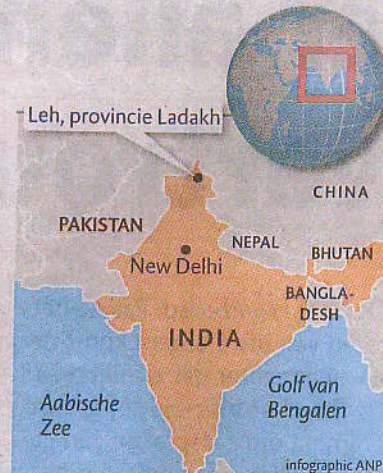 Leh, provincie Ladakh
CHINA
PAKISTAN
NEPAL
BHUTAN
New Delhi
BANGLA-
DESH
INDIA
Aabische
Zee
Golf van
Bengalen
infographic ANP